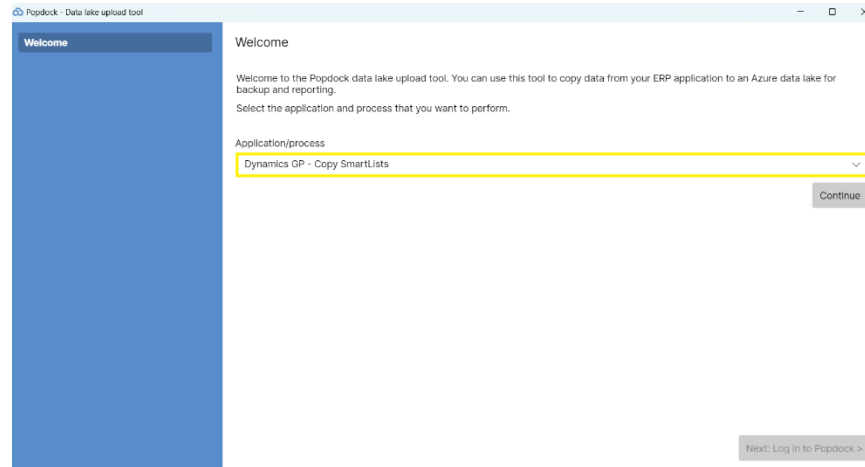 Popdock - Data lake upload tool
Welcome
Welcome
Welcome to the Popdock data lake upload tool. You can use this tool to copy data from your ERP application to an Azure data lake for
backup and reporting.
Select the application and process that you want to perform.
Application/process
Dynamics GP - Copy SmartLists
Continue
Next: Log in to Popdock >